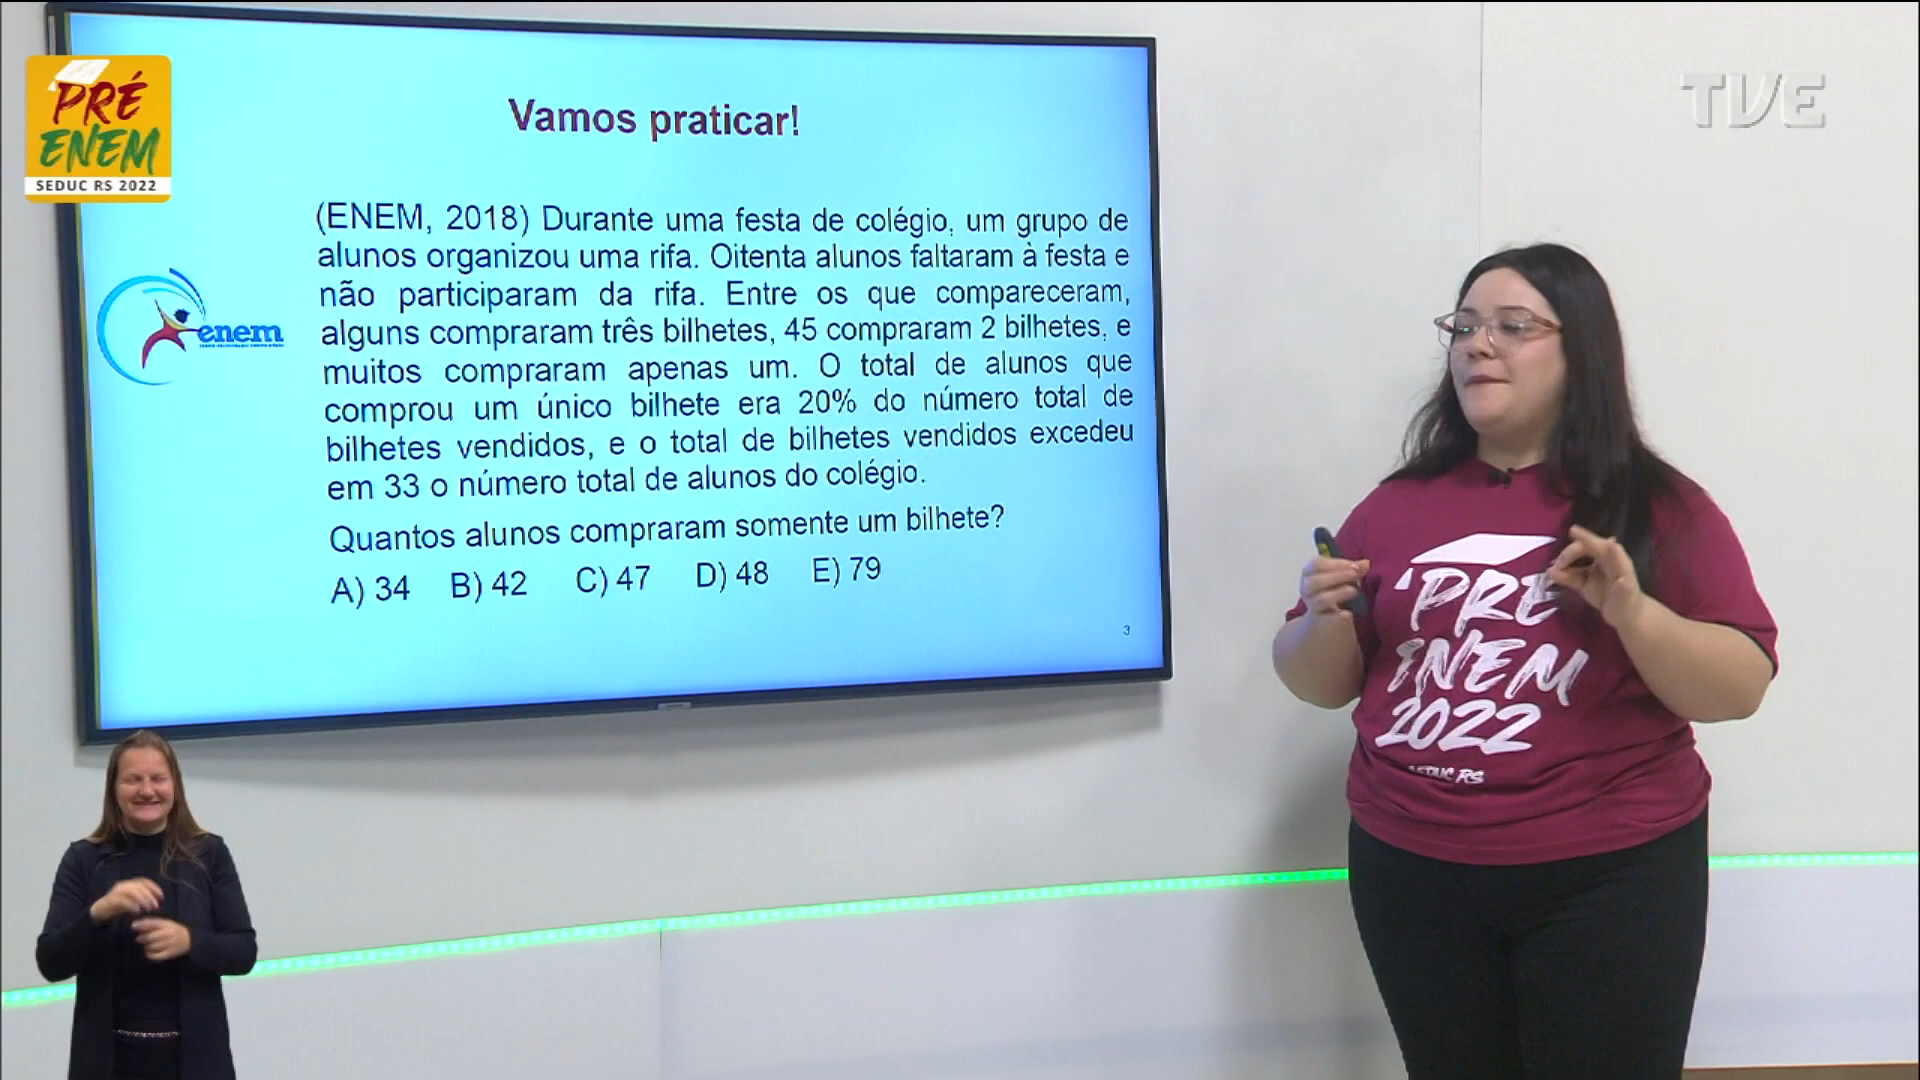 PRÉ
ENEM
SEDUC RS 2022
TVE
Vamos praticar!
(ENEM, 2018) Durante uma festa de colégio, um grupo de
alunos organizou uma rifa. Oitenta alunos faltaram à festa e
não participaram da rifa. Entre os que compareceram,
alguns compraram três bilhetes, 45 compraram 2 bilhetes, e
muitos compraram apenas um. O total de alunos que
comprou um único bilhete era 20% do número total de
bilhetes vendidos, e o total de bilhetes vendidos excedeu
em 33 o número total de alunos do colégio.
Quantos alunos compraram somente um bilhete?
A) 34 B) 42 C) 47 D) 48 E) 79
enem
3
PRÉ
ENEM
2022
SEDUC RS